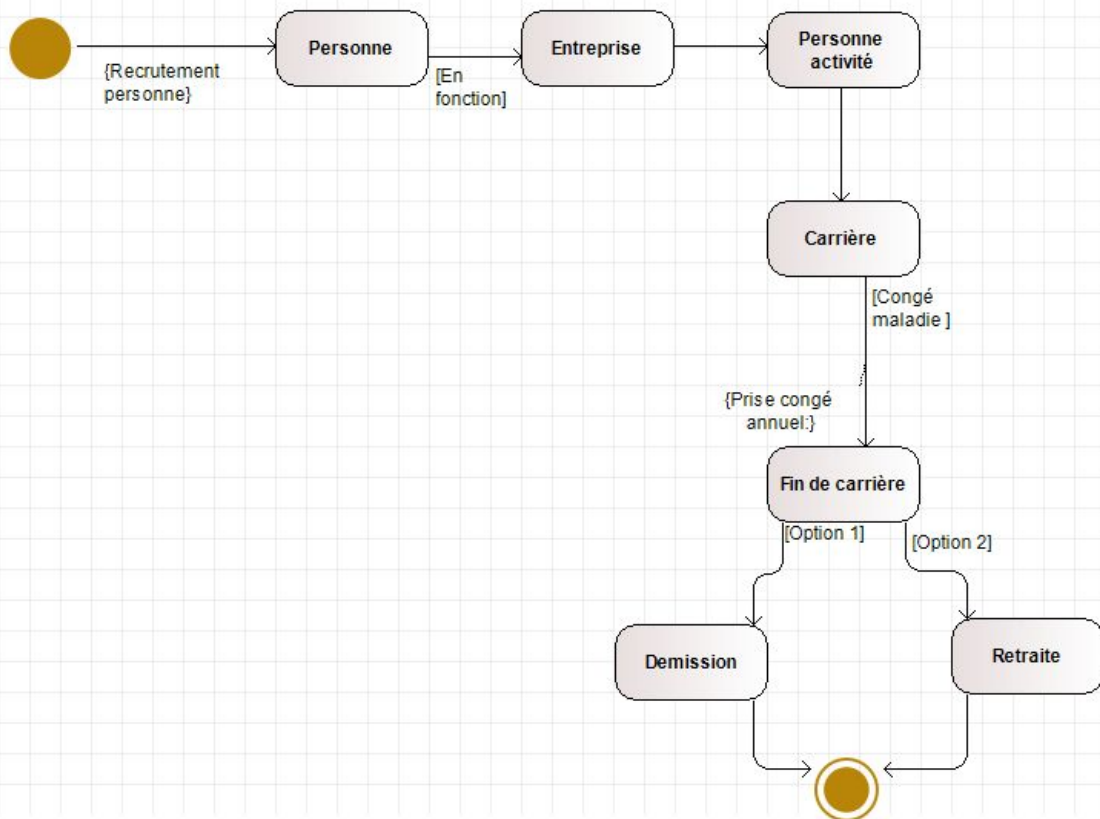 Personne
Entreprise
Personne
activité
{Recrutement
personne}
[En
fonction]
Carrière
[Congé
maladie ]
{Prise congé
annuel:}
Fin de carrière
[Option 1]
[Option 2]
Demission
Retraite